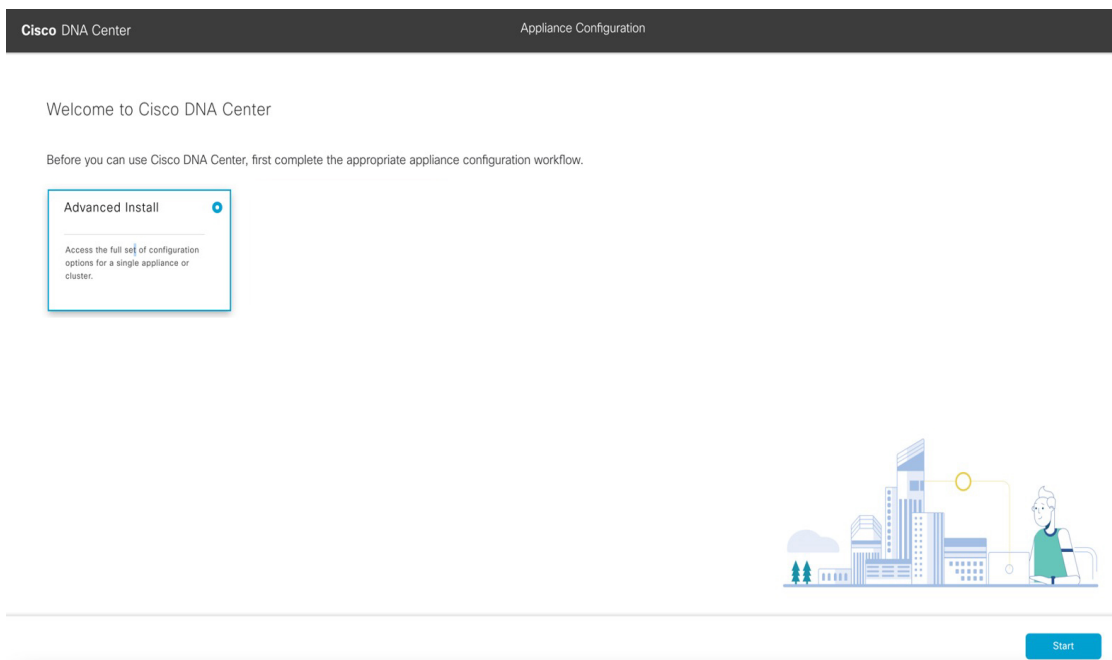 Cisco DNA Center
Appliance Configuration
Welcome to Cisco DNA Center
Before you can use Cisco DNA Center, first complete the appropriate appliance configuration workflow.
Advanced Install
Access the full set of configuration
options for a single appliance or
cluster.
Start